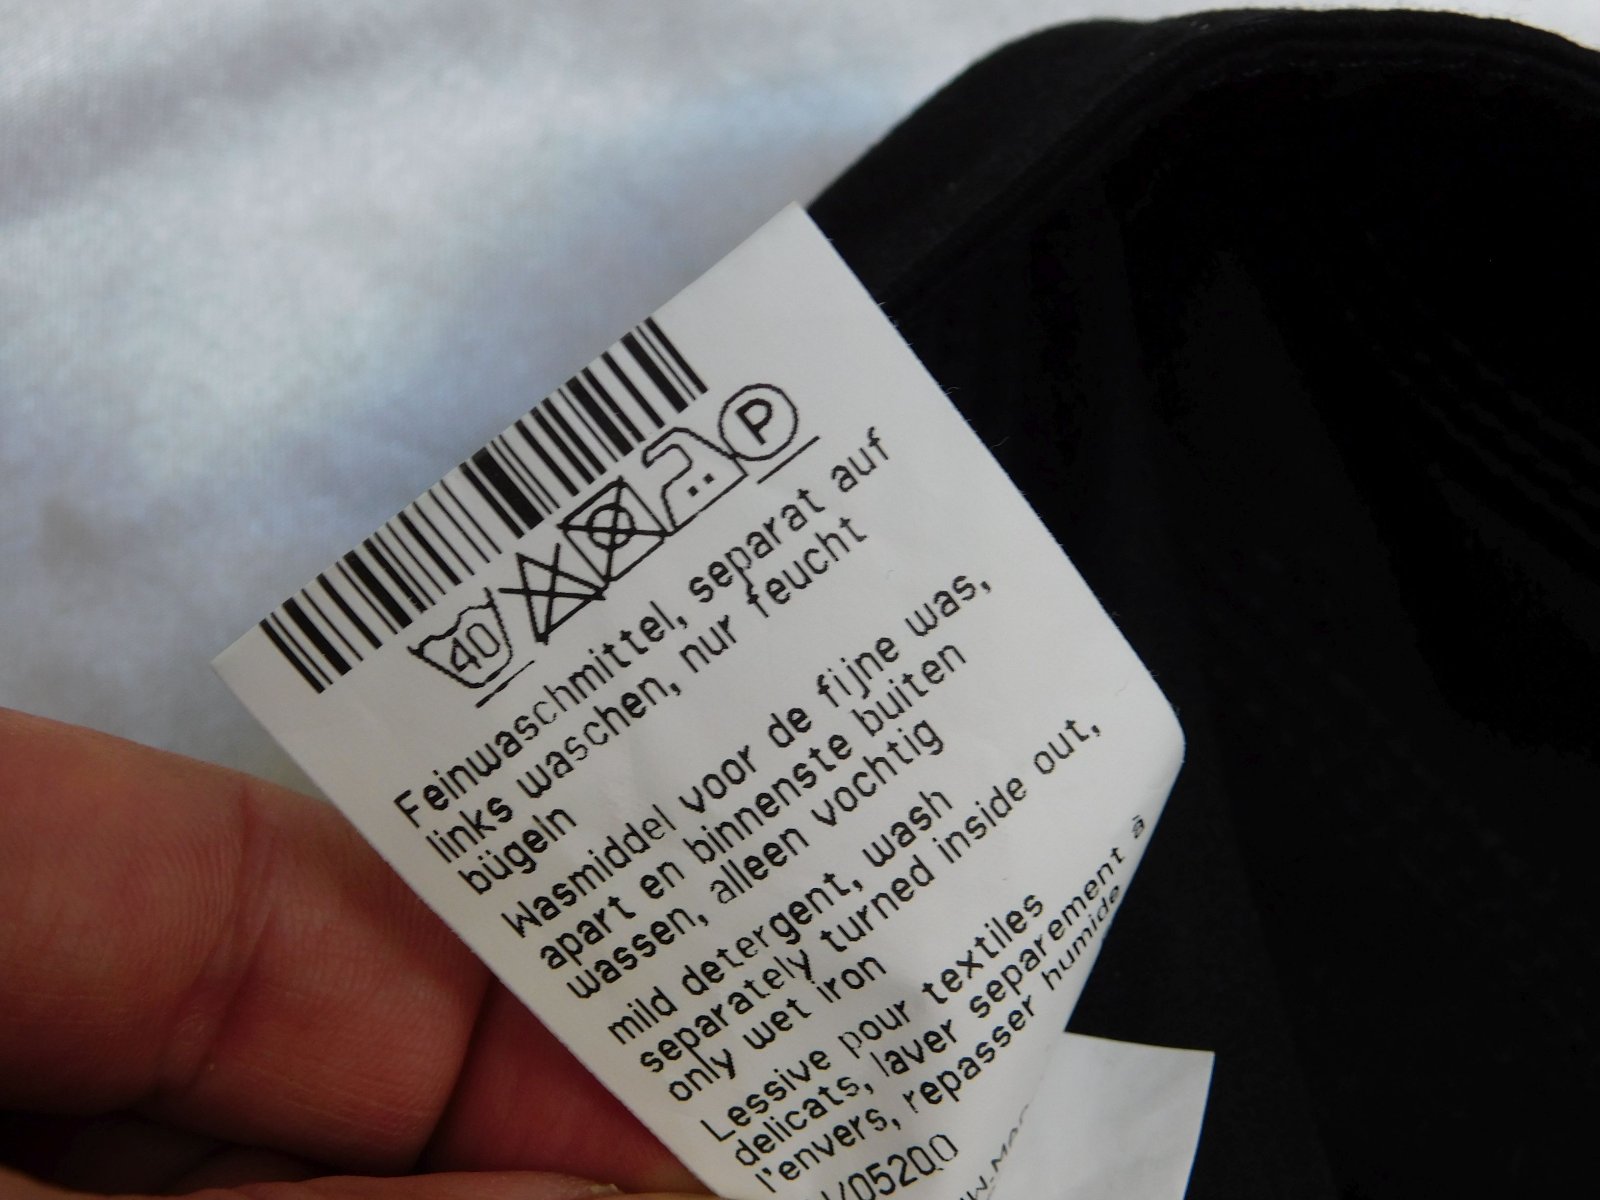 40
P
Feinwaschmittel, separat auf
links waschen, nur feucht
bügeln
Wasmiddel voor de fijne was,
apart en binnenste buiten
wassen, alleen vochtig
mild detergent, wash
separately turned inside out,
only wet iron
Lessive pour textiles
delicats, laver separement à
l'envers, repasser humide
/05200